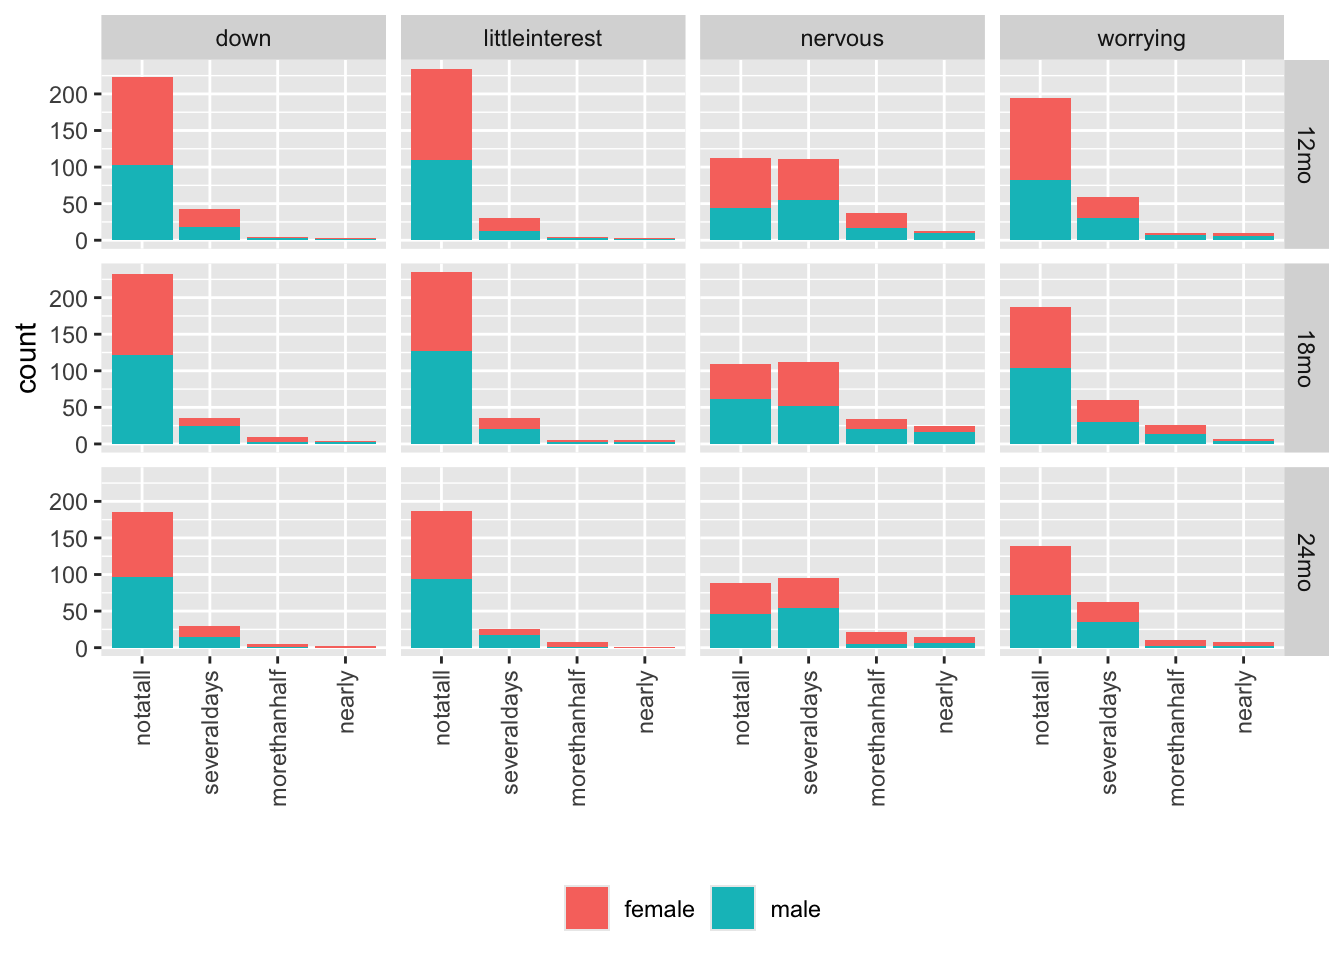 down littleinterest nervous worrying
200
150
100
50
0
12mo
count
200
150
100
50
0
18mo
200
150
100
50
0
24mo
notatall severaldays morethanhalf nearly notatall severaldays morethanhalf nearly notatall severaldays morethanhalf nearly notatall severaldays morethanhalf nearly
female male